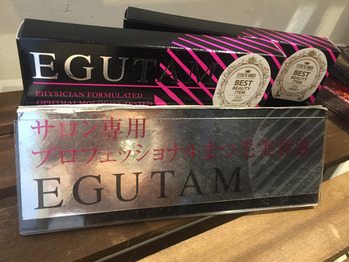 EGUTAM
PHYSICIAN FORMULATED
OPHTHALMOLOGIST TESTED
BEST
BEAUTY
ITEM
BEST
BEAUTY
ITEM
サロン専用
プロフェッショナルまつ毛美容液
EGUTAM